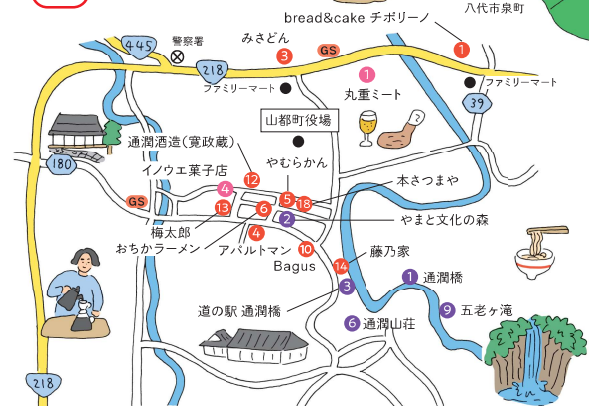 八代市泉町
bread&cake チポリーノ
1
445
警察署
みさどん
3
GS
218
ファミリーマート
1
丸重ミート
ファミリーマート
39
山都町役場
通潤酒造(寛政蔵)
やむらかん
180
イノウエ菓子店
12
本さつまや
4
5
18
GS
13
6
2
やまと文化の森
梅太郎
おちかラーメン
4
アパルトマン
10
Bagus
藤乃家
14
3
1
通潤橋
道の駅 通潤橋
9
五老ヶ滝
6
通潤山荘
218